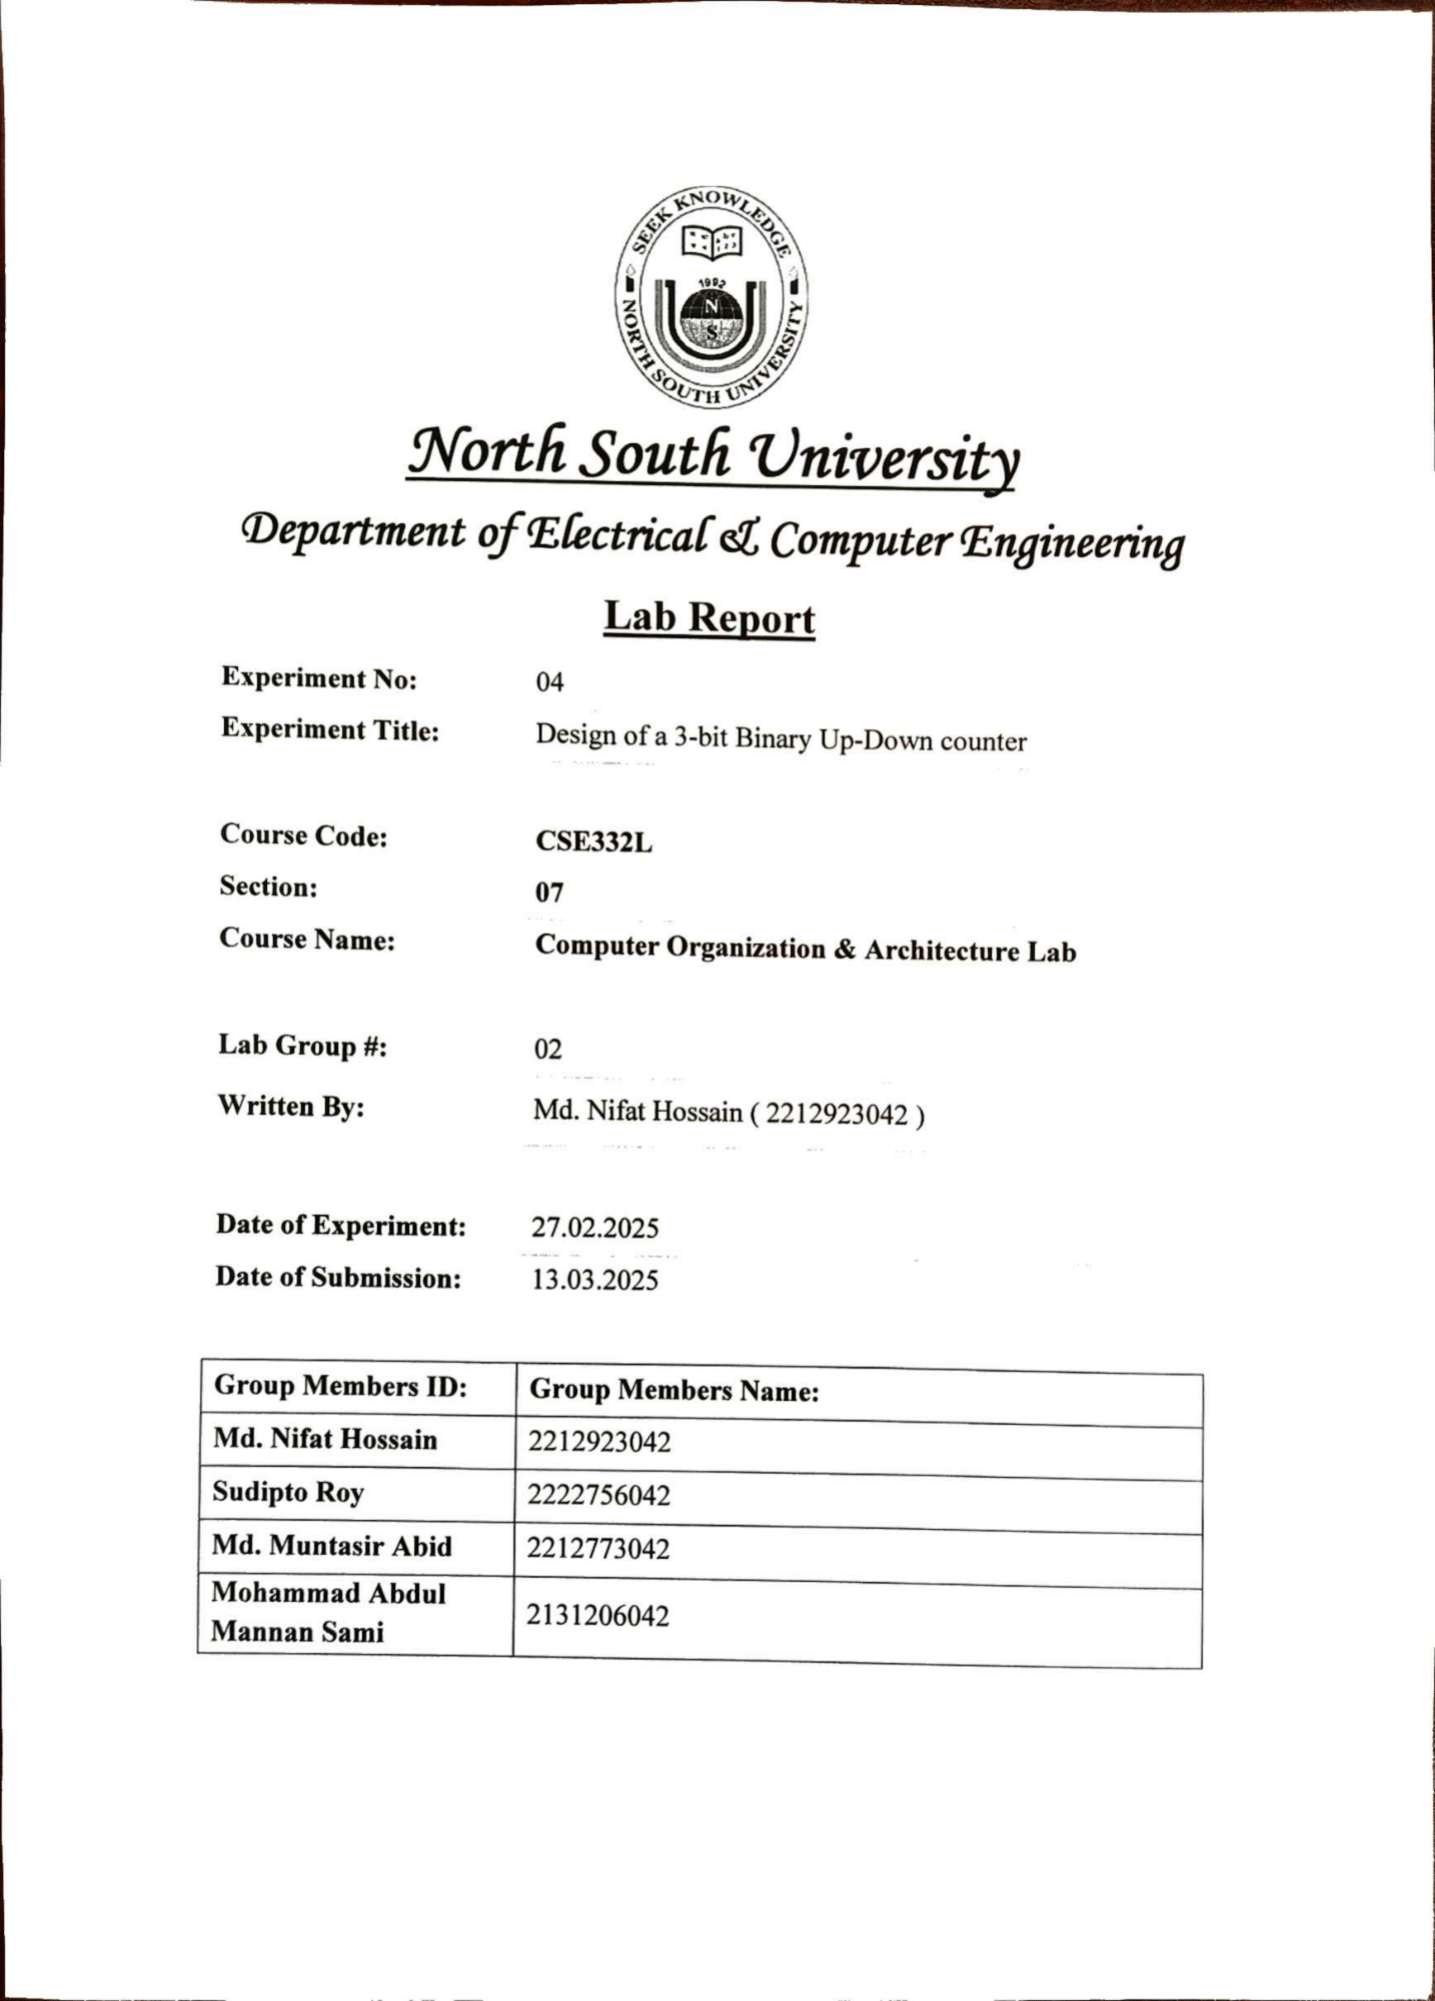 SEEK KNOWLEDGE
1992
N
S
NORTH SOUTH UNIVERSITY
North South University
Department of Electrical & Computer Engineering
Lab Report
Experiment No: 04
Experiment Title: Design of a 3-bit Binary Up-Down counter
Course Code: CSE332L
Section: 07
Course Name: Computer Organization & Architecture Lab
Lab Group #: 02
Written By: Md. Nifat Hossain ( 2212923042 )
Date of Experiment: 27.02.2025
Date of Submission: 13.03.2025
Group Members ID: Group Members Name:
Md. Nifat Hossain 2212923042
Sudipto Roy 2222756042
Md. Muntasir Abid 2212773042
Mohammad Abdul
Mannan Sami 2131206042